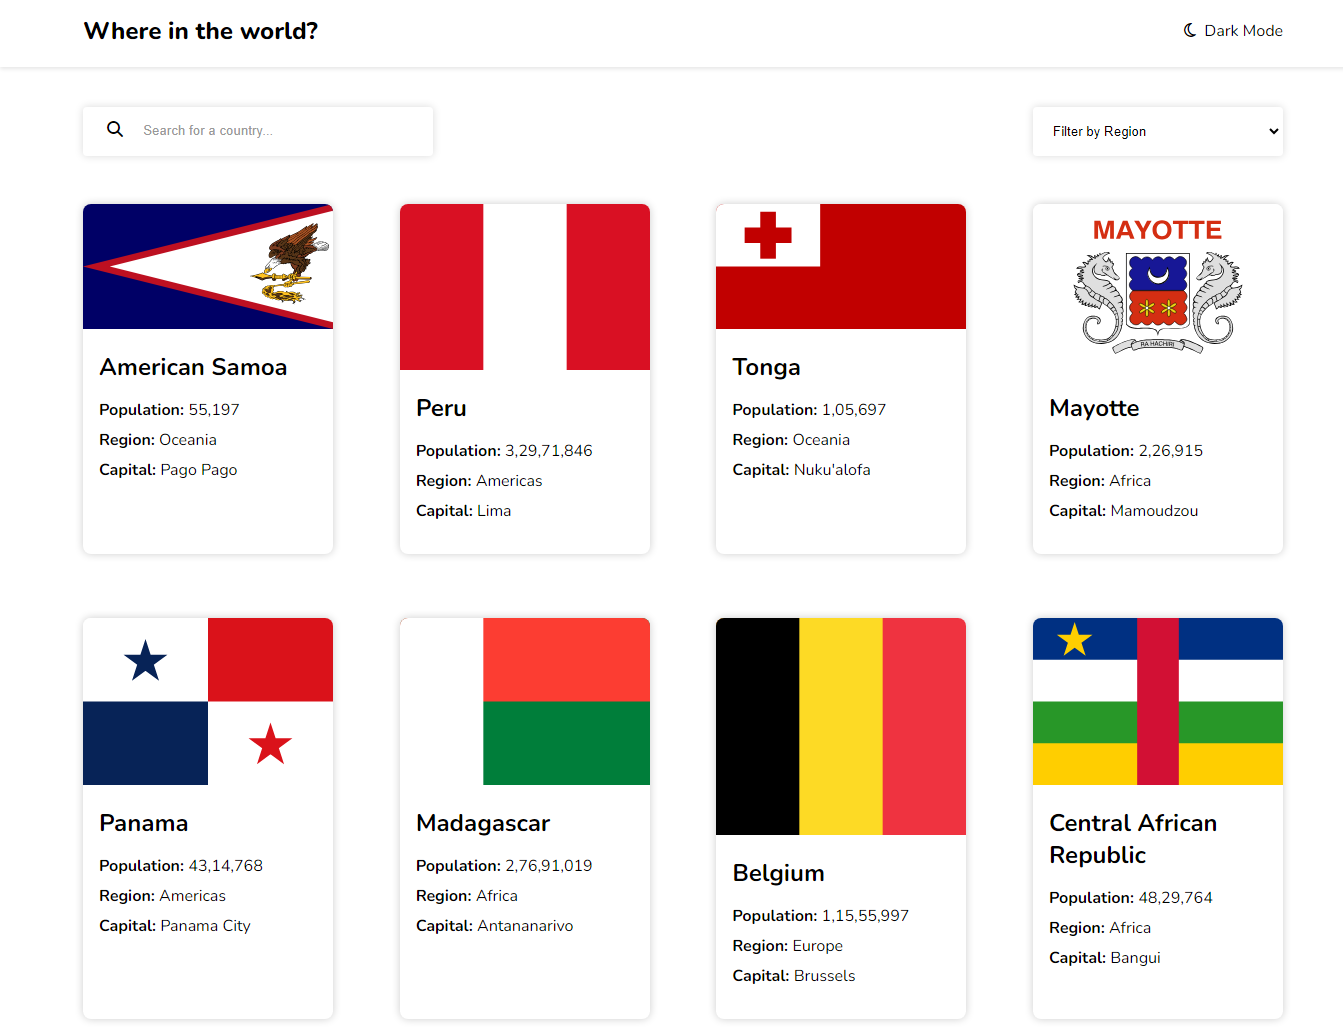 Where in the world?
Dark Mode
Search for a country...
Filter by Region
American Samoa
Population: 55,197
Region: Oceania
Capital: Pago Pago
Peru
Population: 3,29,71,846
Region: Americas
Capital: Lima
Tonga
Population: 1,05,697
Region: Oceania
Capital: Nuku'alofa
MAYOTTE
RA HACHIRI
Mayotte
Population: 2,26,915
Region: Africa
Capital: Mamoudzou
Panama
Population: 43,14,768
Region: Americas
Capital: Panama City
Madagascar
Population: 2,76,91,019
Region: Africa
Capital: Antananarivo
Belgium
Population: 1,15,55,997
Region: Europe
Capital: Brussels
Central African
Republic
Population: 48,29,764
Region: Africa
Capital: Bangui